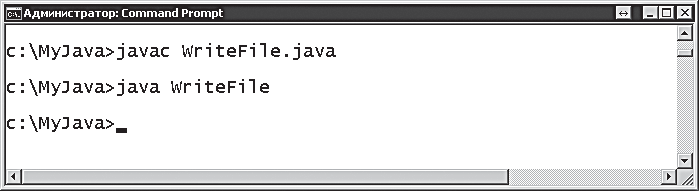 Администратор: Command Prompt
c:\MyJava>javac WriteFile.java
c:\MyJava>java WriteFile
c:\MyJava>